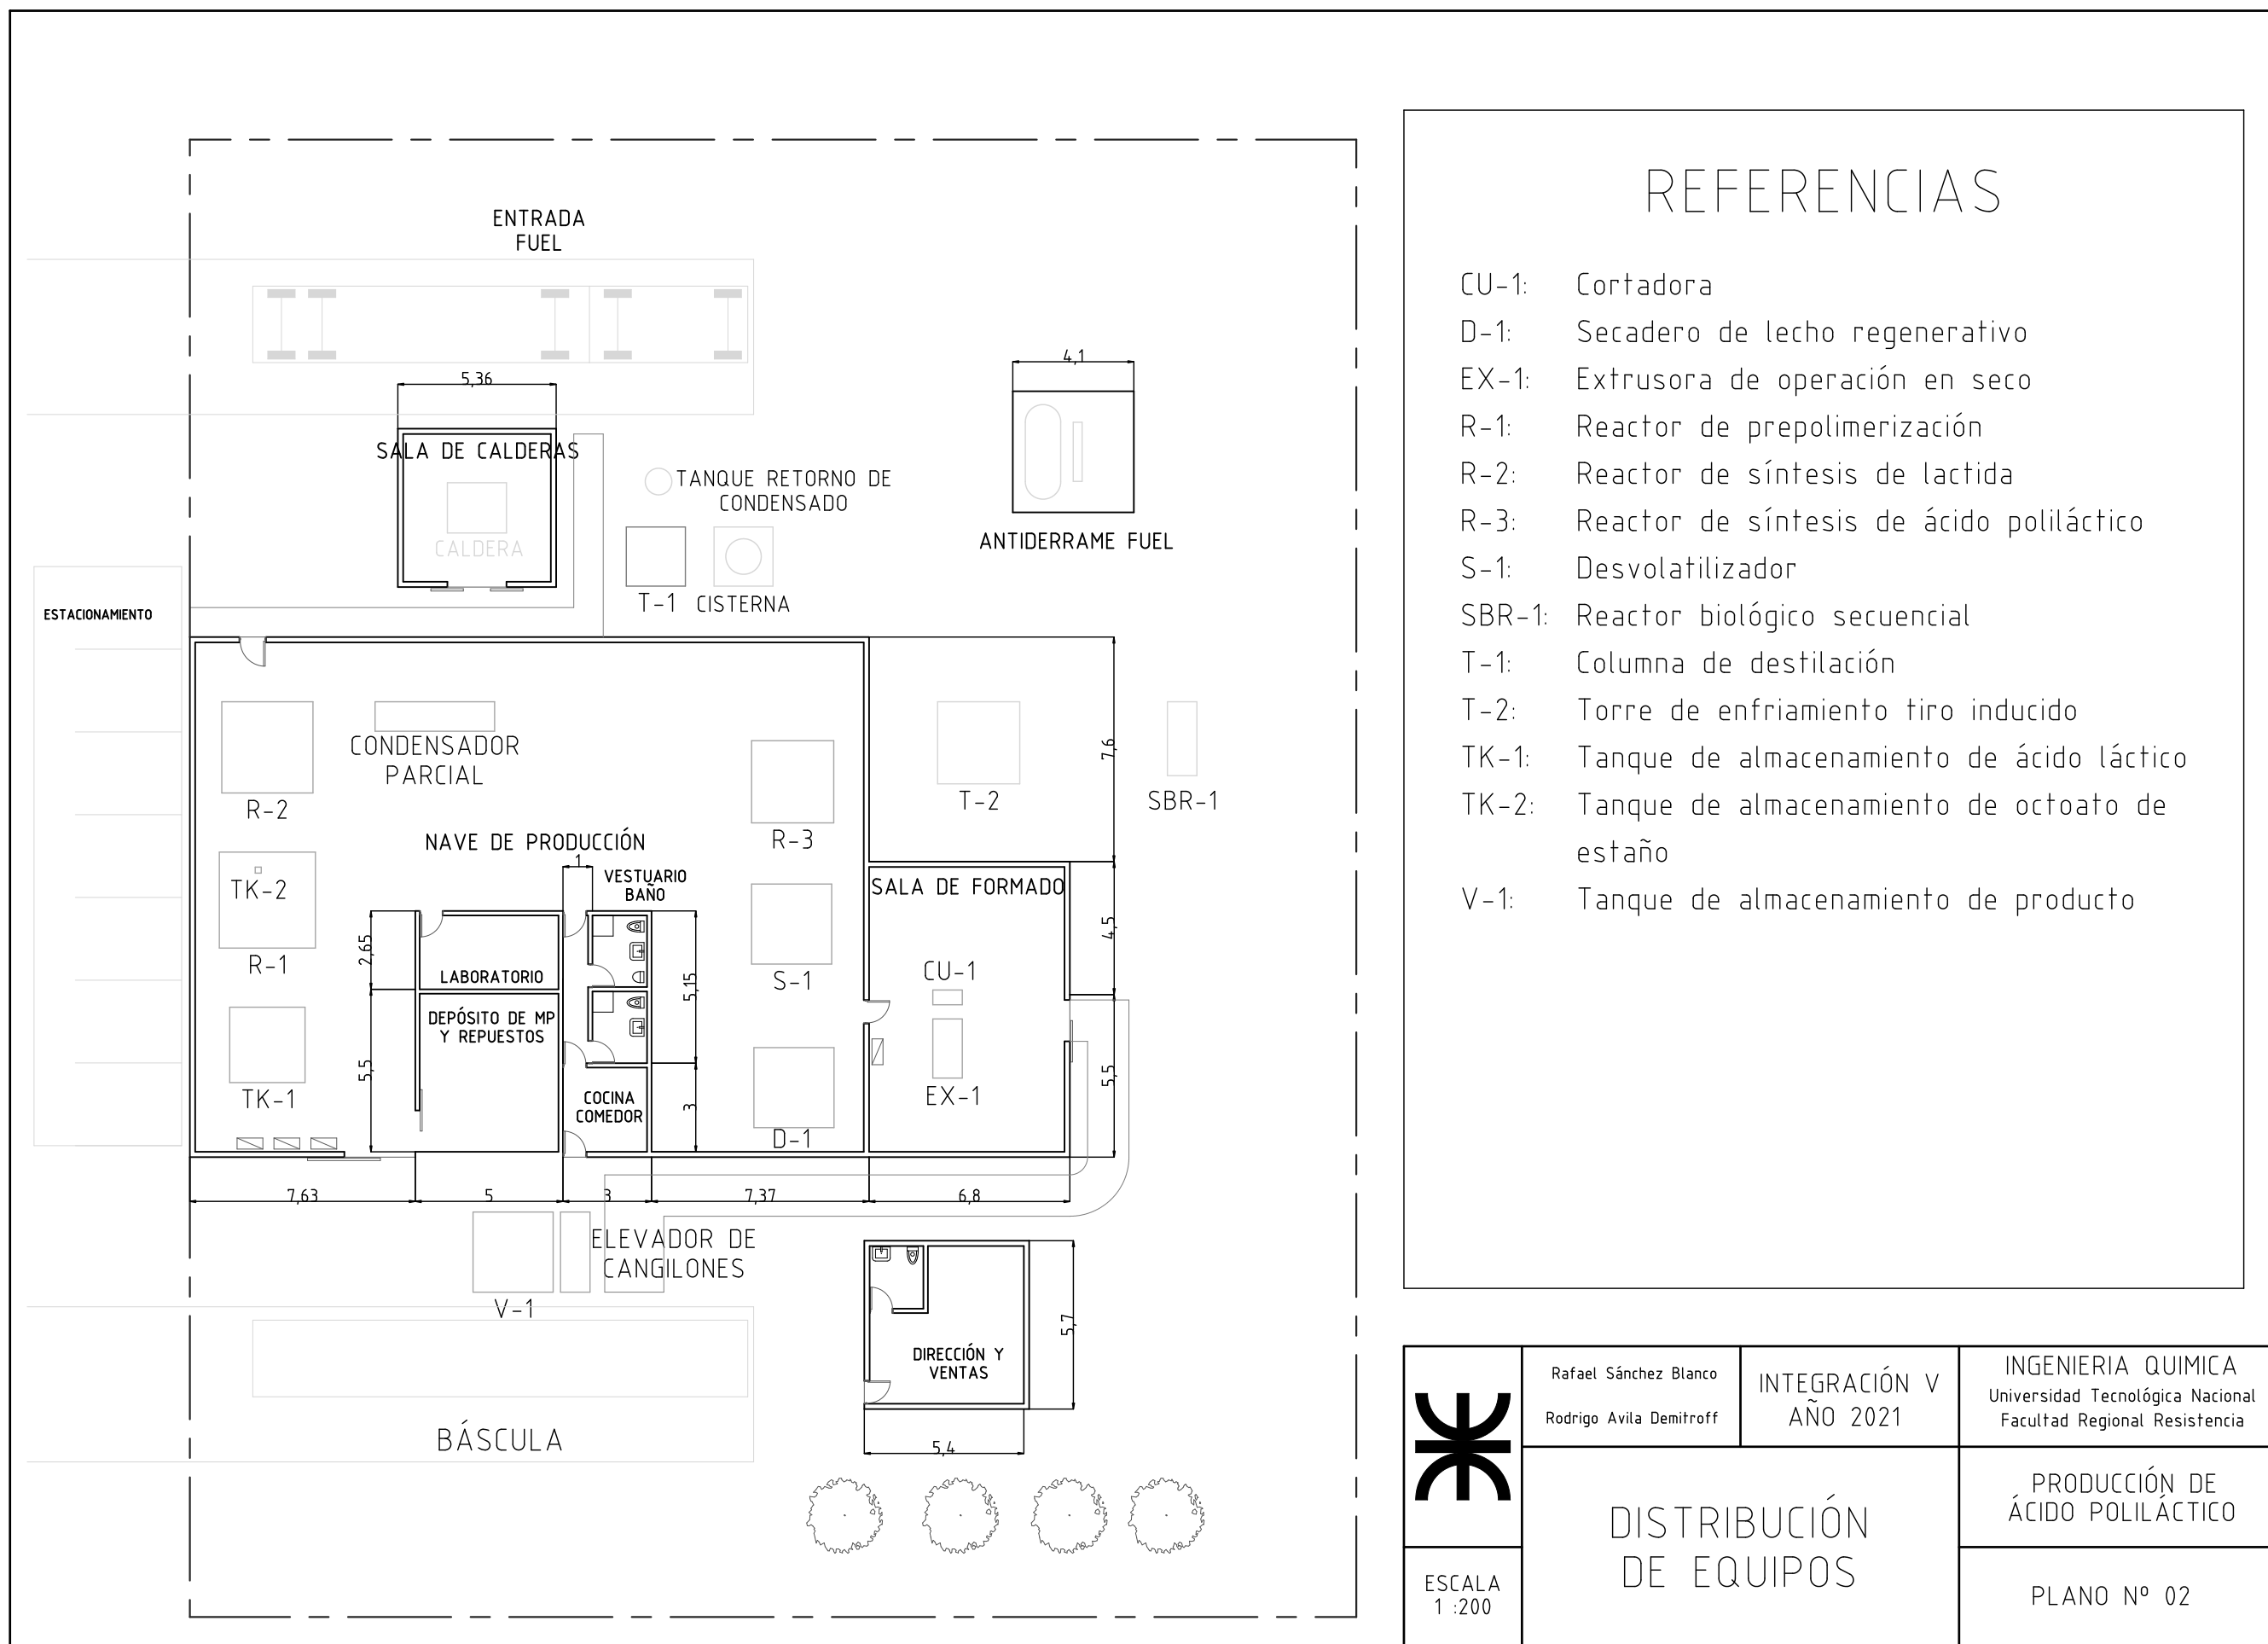 ENTRADA
FUEL
5,36
SALA DE CALDERAS
CALDERA
TANQUE RETORNO DE
CONDENSADO
T-1
CISTERNA
4,1
ANTIDERRAME FUEL
ESTACIONAMIENTO
R-2
CONDENSADOR
PARCIAL
NAVE DE PRODUCCIÓN
TK-2
R-1
TK-1
1
VESTUARIO
BAÑO
2,65
LABORATORIO
5,5
DEPÓSITO DE MP
Y REPUESTOS
5,15
COCINA
COMEDOR
3
R-3
S-1
D-1
T-2
7,6
SBR-1
SALA DE FORMADO
4,5
CU-1
EX-1
5,5
7,63
5
3
7,37
6,8
ELEVADOR DE
CANGILONES
V-1
BÁSCULA
DIRECCIÓN Y
VENTAS
5,7
5,4
REFERENCIAS
CU-1: Cortadora
D-1: Secadero de lecho regenerativo
EX-1: Extrusora de operación en seco
R-1: Reactor de prepolimerización
R-2: Reactor de síntesis de lactida
R-3: Reactor de síntesis de ácido poliláctico
S-1: Desvolatilizador
SBR-1: Reactor biológico secuencial
T-1: Columna de destilación
T-2: Torre de enfriamiento tiro inducido
TK-1: Tanque de almacenamiento de ácido láctico
TK-2: Tanque de almacenamiento de octoato de
estaño
V-1: Tanque de almacenamiento de producto
Rafael Sánchez Blanco
Rodrigo Avila Demitroff
INTEGRACIÓN V
AÑO 2021
INGENIERIA QUIMICA
Universidad Tecnológica Nacional
Facultad Regional Resistencia
DISTRIBUCIÓN
DE EQUIPOS
PRODUCCIÓN DE
ÁCIDO POLILÁCTICO
ESCALA
1 :200
PLANO Nº 02